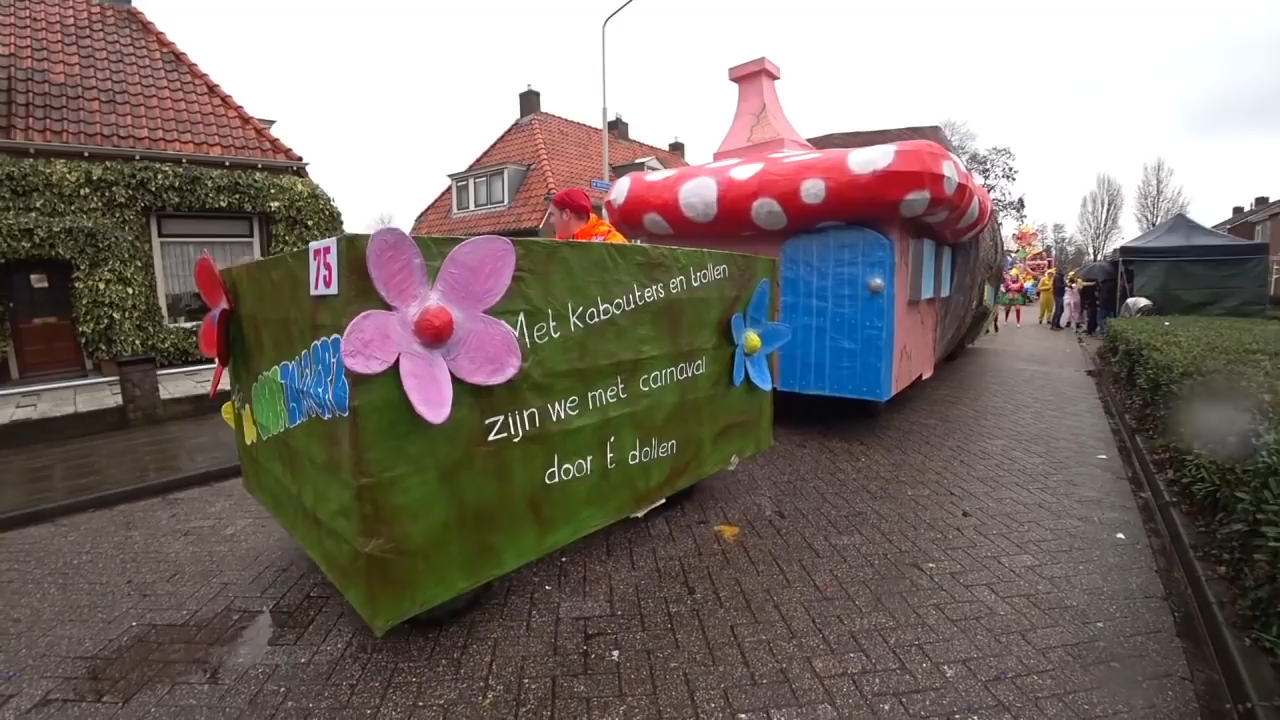 75
Met kabouters en trollen
zijn we met carnaval
door t' dollen